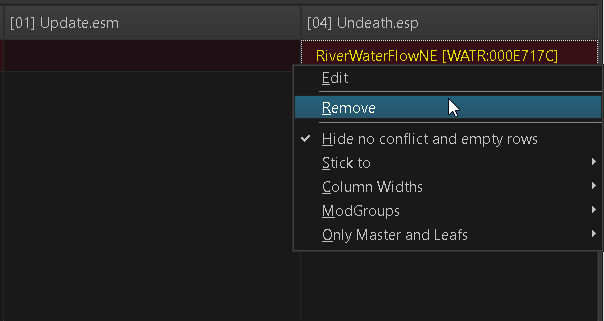 [01] Update.esm [04] Undeath.esp
RiverWaterFlowNE [WATR:000E717C]
Edit
Remove
Hide no conflict and empty rows
Stick to
Column Widths
ModGroups
Only Master and Leafs